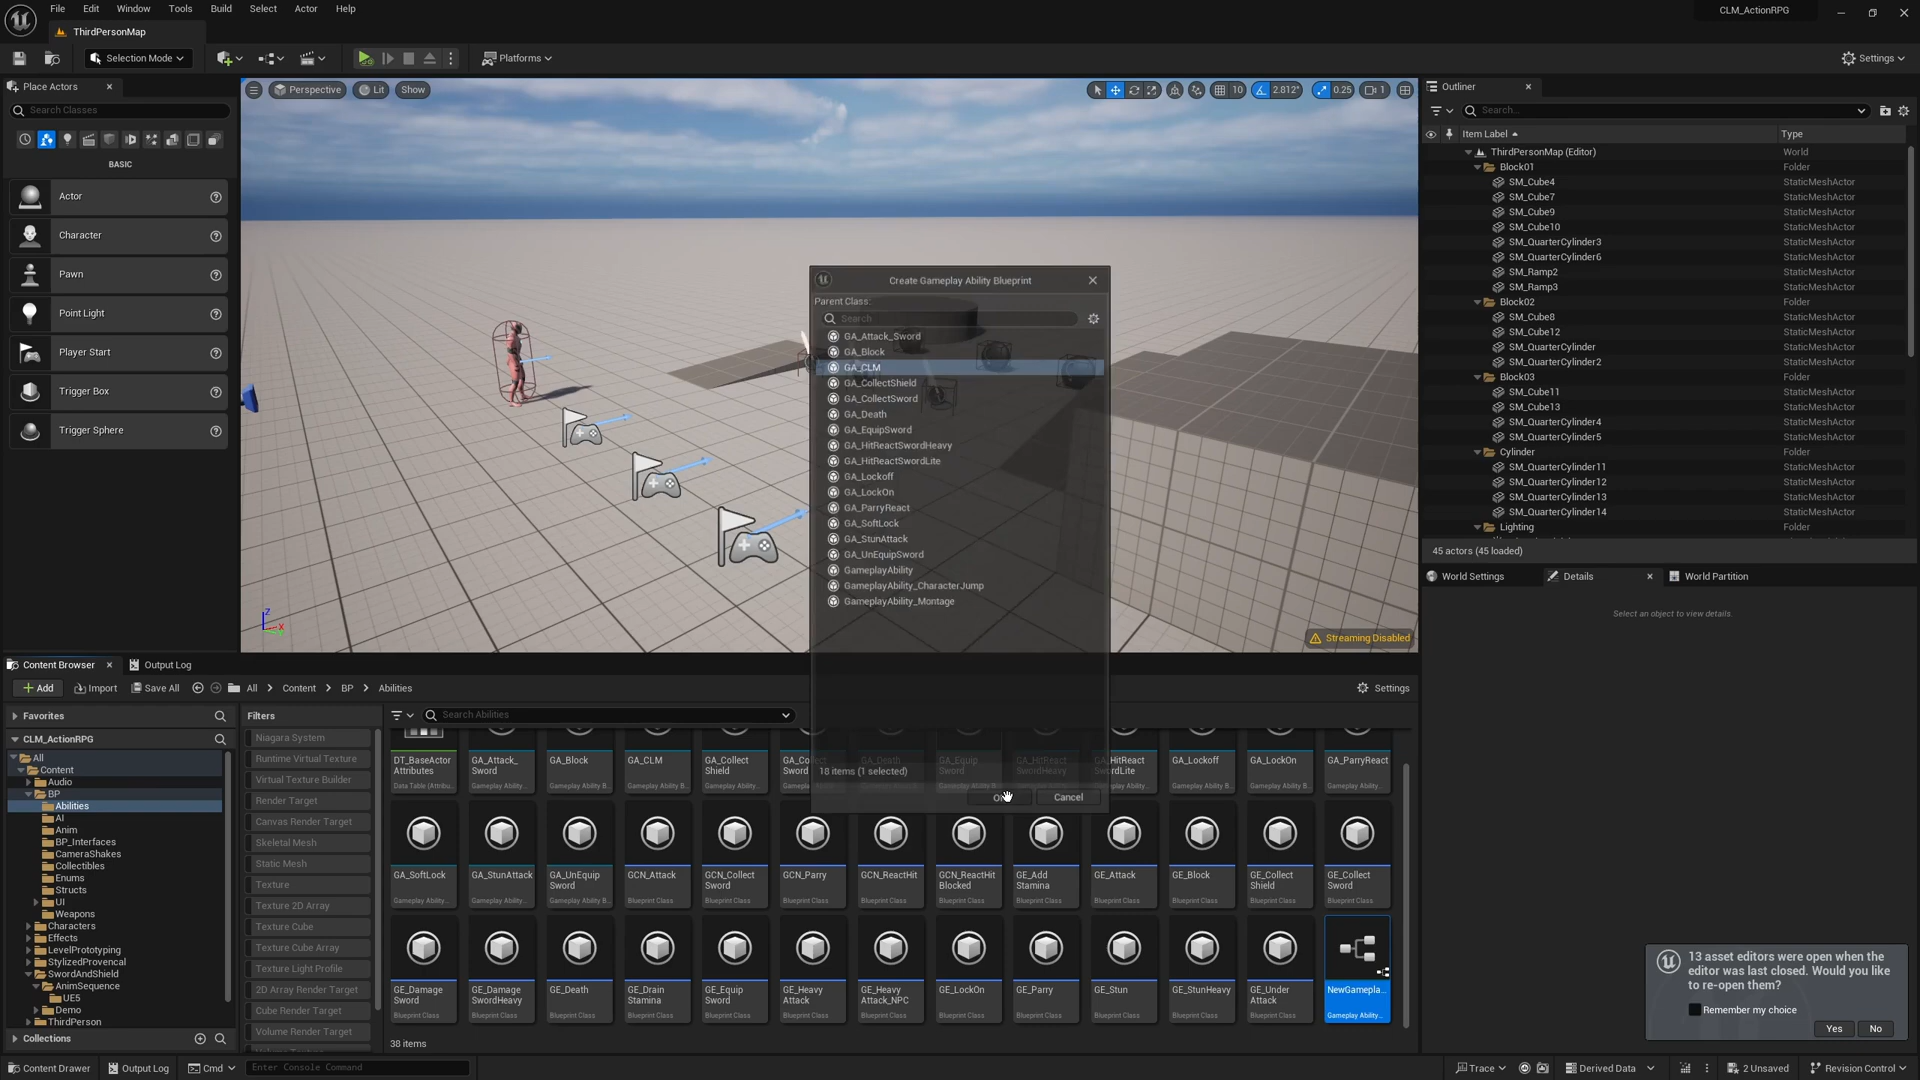 File Edit Window Tools Build Select Actor Help
CLM_ActionRPG
ThirdPersonMap
Selection Mode
Platforms
Settings
Place Actors
Search Classes
BASIC
Actor
Character
Pawn
Point Light
Player Start
Trigger Box
Trigger Sphere
Perspective Lit Show
10 2.812° 0.25 1
Create Gameplay Ability Blueprint
Parent Class:
Search
GA_Attack_Sword
GA_Block
GA_CLM
GA_CollectShield
GA_CollectSword
GA_Death
GA_EquipSword
GA_HitReactSwordHeavy
GA_HitReactSwordLite
GA_Lockoff
GA_LockOn
GA_ParryReact
GA_SoftLock
GA_StunAttack
GA_UnEquipSword
GameplayAbility
GameplayAbility_CharacterJump
GameplayAbility_Montage
18 items (1 selected)
Cancel
Streaming Disabled
Outliner
Search...
Item Label Type
ThirdPersonMap (Editor) World
Block01 Folder
SM_Cube4 StaticMeshActor
SM_Cube7 StaticMeshActor
SM_Cube9 StaticMeshActor
SM_Cube10 StaticMeshActor
SM_QuarterCylinder3 StaticMeshActor
SM_QuarterCylinder6 StaticMeshActor
SM_Ramp2 StaticMeshActor
SM_Ramp3 StaticMeshActor
Block02 Folder
SM_Cube8 StaticMeshActor
SM_Cube12 StaticMeshActor
SM_QuarterCylinder StaticMeshActor
SM_QuarterCylinder2 StaticMeshActor
Block03 Folder
SM_Cube11 StaticMeshActor
SM_Cube13 StaticMeshActor
SM_QuarterCylinder4 StaticMeshActor
SM_QuarterCylinder5 StaticMeshActor
Cylinder Folder
SM_QuarterCylinder11 StaticMeshActor
SM_QuarterCylinder12 StaticMeshActor
SM_QuarterCylinder13 StaticMeshActor
SM_QuarterCylinder14 StaticMeshActor
Lighting Folder
45 actors (45 loaded)
World Settings Details World Partition
Select an object to view details.
Content Browser Output Log
Add Import Save All All Content BP Abilities Settings
Favorites
CLM_ActionRPG
All
Content
Audio
BP
Abilities
AI
Anim
BP_Interfaces
CameraShakes
Collectibles
Enums
Structs
UI
Weapons
Characters
Effects
LevelPrototyping
StylizedProvencal
SwordAndShield
AnimSequence
UE5
Demo
ThirdPerson
Collections
Filters
Niagara System
Runtime Virtual Texture
Virtual Texture Builder
Render Target
Canvas Render Target
Skeletal Mesh
Static Mesh
Texture
Texture 2D Array
Texture Cube
Texture Cube Array
Texture Light Profile
2D Array Render Target
Cube Render Target
Volume Render Target
Search Abilities
DT_BaseActor GA_Attack_ GA_Block GA_CLM GA_Collect GA_Collect GA_Death GA_Equip GA_HitReact GA_HitReact GA_Lockoff GA_LockOn GA_ParryReact
Attributes Sword Shield Sword Sword SwordHeavy SwordLite
Data Table (Attrib... Gameplay Ability B... Gameplay Ability B... Gameplay Ability B... Gameplay Ability B...
GA_SoftLock GA_StunAttack GA_UnEquip GCN_Attack GCN_Collect GCN_Parry GCN_ReactHit GCN_ReactHit GE_Add GE_Attack GE_Block GE_Collect GE_Collect
Sword Sword Blocked Stamina Shield Sword
Gameplay Ability... Gameplay Ability... Gameplay Ability B... Blueprint Class Blueprint Class Blueprint Class Blueprint Class Blueprint Class Blueprint Class Blueprint Class Blueprint Class Blueprint Class Blueprint Class
GE_Damage GE_Damage GE_Death GE_Drain GE_Equip GE_Heavy GE_Heavy GE_LockOn GE_Parry GE_Stun GE_StunHeavy GE_Under NewGamepla...
Sword SwordHeavy Stamina Sword Attack Attack_NPC Attack
Blueprint Class Blueprint Class Blueprint Class Blueprint Class Blueprint Class Blueprint Class Blueprint Class Blueprint Class Blueprint Class Blueprint Class Blueprint Class Blueprint Class Gameplay Ability...
38 items
13 asset editors were open when the
editor was last closed. Would you like
to re-open them?
Remember my choice
Yes No
Content Drawer Output Log Cmd Enter Console Command
Trace Derived Data 2 Unsaved Revision Control